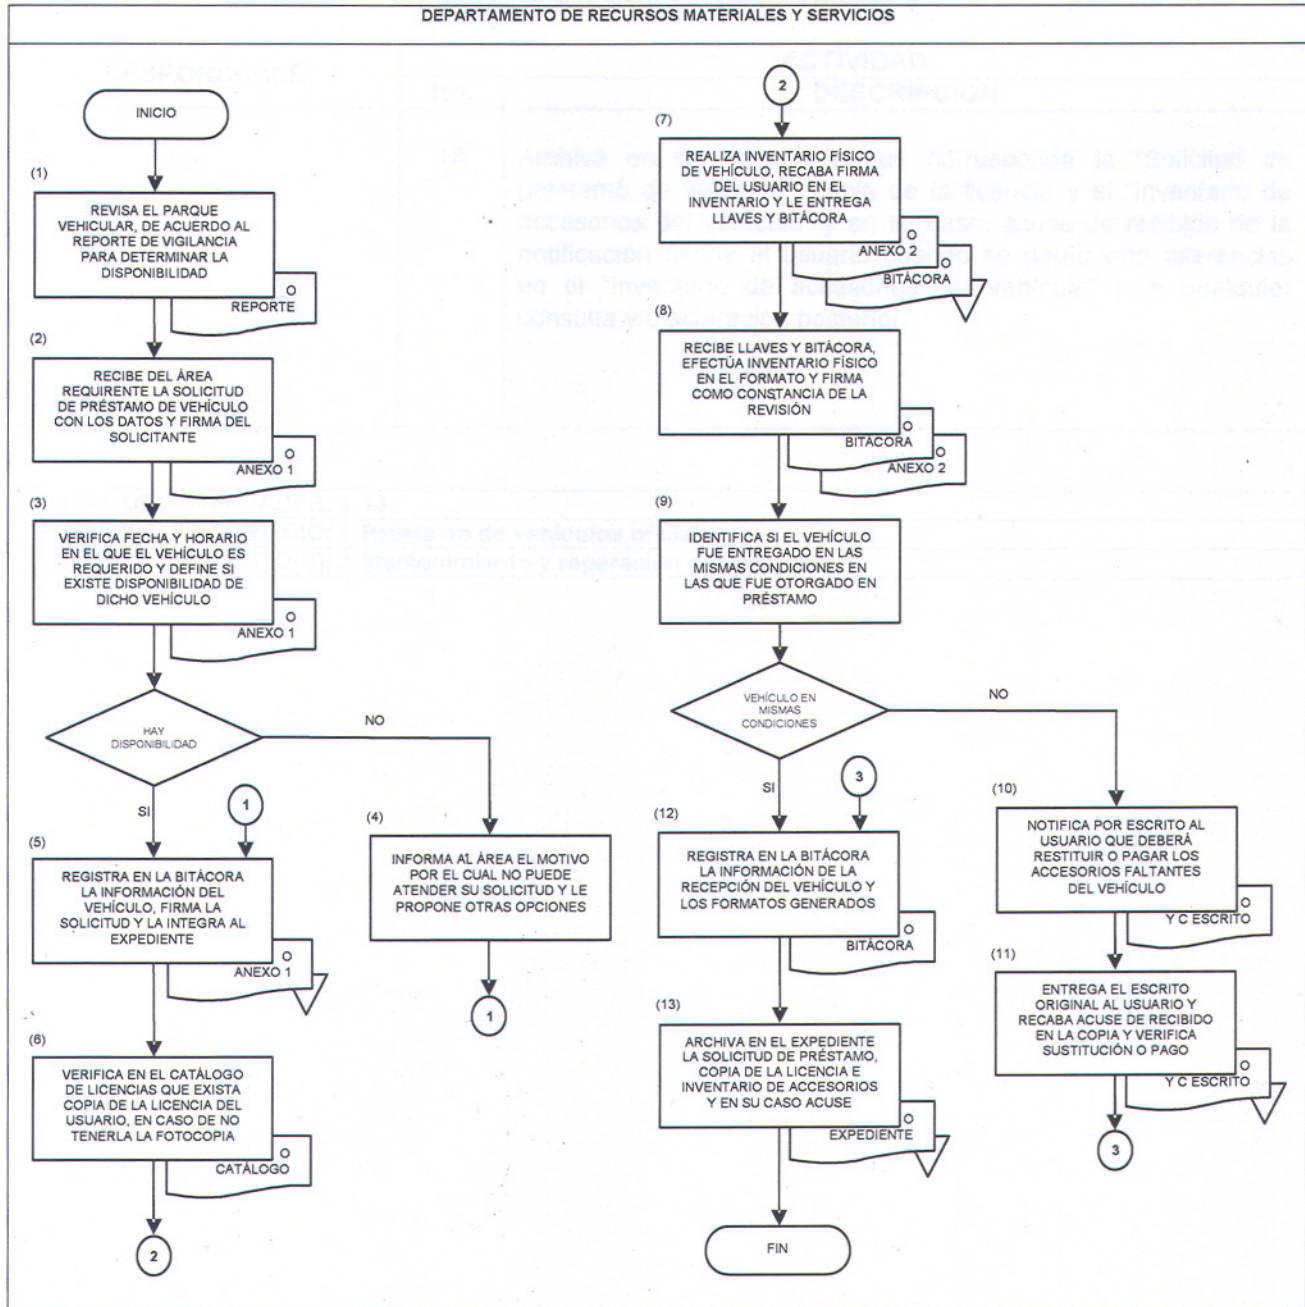 DEPARTAMENTO DE RECURSOS MATERIALES Y SERVICIOS
INICIO
(1)
REVISA EL PARQUE
VEHICULAR, DE ACUERDO AL
REPORTE DE VIGILANCIA
PARA DETERMINAR LA
DISPONIBILIDAD
O
REPORTE
(2)
RECIBE DEL ÁREA
REQUIRENTE LA SOLICITUD
DE PRÉSTAMO DE VEHÍCULO
CON LOS DATOS Y FIRMA DEL
SOLICITANTE
O
ANEXO 1
(3)
VERIFICA FECHA Y HORARIO
EN EL QUE EL VEHÍCULO ES
REQUERIDO Y DEFINE SI
EXISTE DISPONIBILIDAD DE
DICHO VEHÍCULO
O
ANEXO 1
HAY
DISPONIBILIDAD
NO
SI
1
(4)
INFORMA AL ÁREA EL MOTIVO
POR EL CUAL NO PUEDE
ATENDER SU SOLICITUD Y LE
PROPONE OTRAS OPCIONES
1
(5)
REGISTRA EN LA BITÁCORA
LA INFORMACIÓN DEL
VEHÍCULO, FIRMA LA
SOLICITUD Y LA INTEGRA AL
EXPEDIENTE
O
ANEXO 1
(6)
VERIFICA EN EL CATÁLOGO
DE LICENCIAS QUE EXISTA
COPIA DE LA LICENCIA DEL
USUARIO, EN CASO DE NO
TENERLA LA FOTOCOPIA
O
CATÁLOGO
2
2
(7)
REALIZA INVENTARIO FÍSICO
DE VEHÍCULO, RECABA FIRMA
DEL USUARIO EN EL
INVENTARIO Y LE ENTREGA
LLAVES Y BITÁCORA
O
ANEXO 2
O
BITÁCORA
(8)
RECIBE LLAVES Y BITÁCORA,
EFECTÚA INVENTARIO FÍSICO
EN EL FORMATO Y FIRMA
COMO CONSTANCIA DE LA
REVISIÓN
O
BITÁCORA
O
ANEXO 2
(9)
IDENTIFICA SI EL VEHÍCULO
FUE ENTREGADO EN LAS
MISMAS CONDICIONES EN
LAS QUE FUE OTORGADO EN
PRÉSTAMO
VEHÍCULO EN
MISMAS
CONDICIONES
NO
SI
3
(10)
NOTIFICA POR ESCRITO AL
USUARIO QUE DEBERÁ
RESTITUIR O PAGAR LOS
ACCESORIOS FALTANTES
DEL VEHÍCULO
O
Y C ESCRITO
(11)
ENTREGA EL ESCRITO
ORIGINAL AL USUARIO Y
RECABA ACUSE DE RECIBIDO
EN LA COPIA Y VERIFICA
SUSTITUCIÓN O PAGO
O
Y C ESCRITO
3
(12)
REGISTRA EN LA BITÁCORA
LA INFORMACIÓN DE LA
RECEPCIÓN DEL VEHÍCULO Y
LOS FORMATOS GENERADOS
O
BITÁCORA
(13)
ARCHIVA EN EL EXPEDIENTE
LA SOLICITUD DE PRÉSTAMO,
COPIA DE LA LICENCIA E
INVENTARIO DE ACCESORIOS
Y EN SU CASO ACUSE
O
EXPEDIENTE
FIN